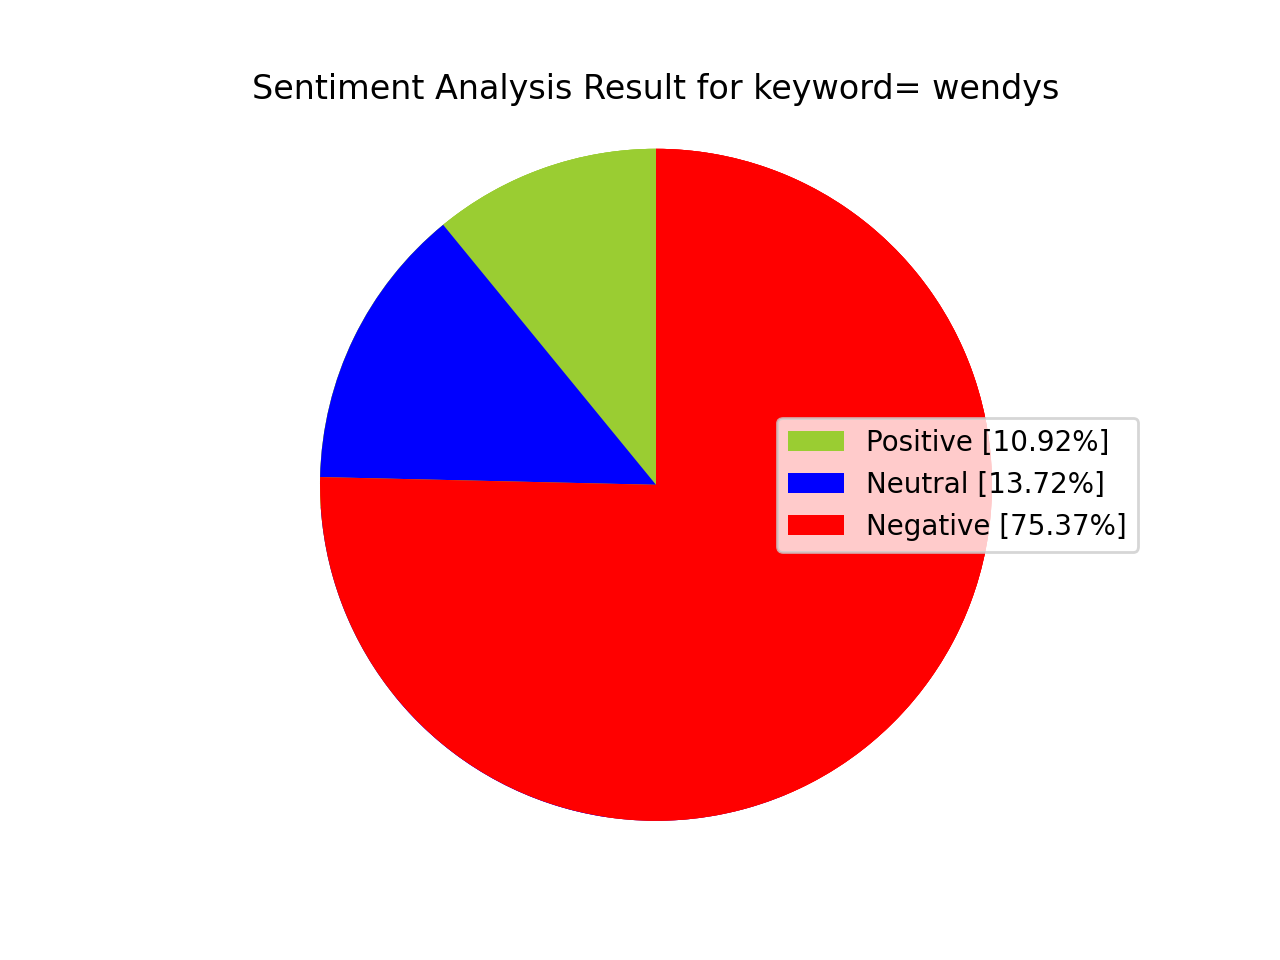 Sentiment Analysis Result for keyword= wendys
Positive [10.92%]
Neutral [13.72%]
Negative [75.37%]